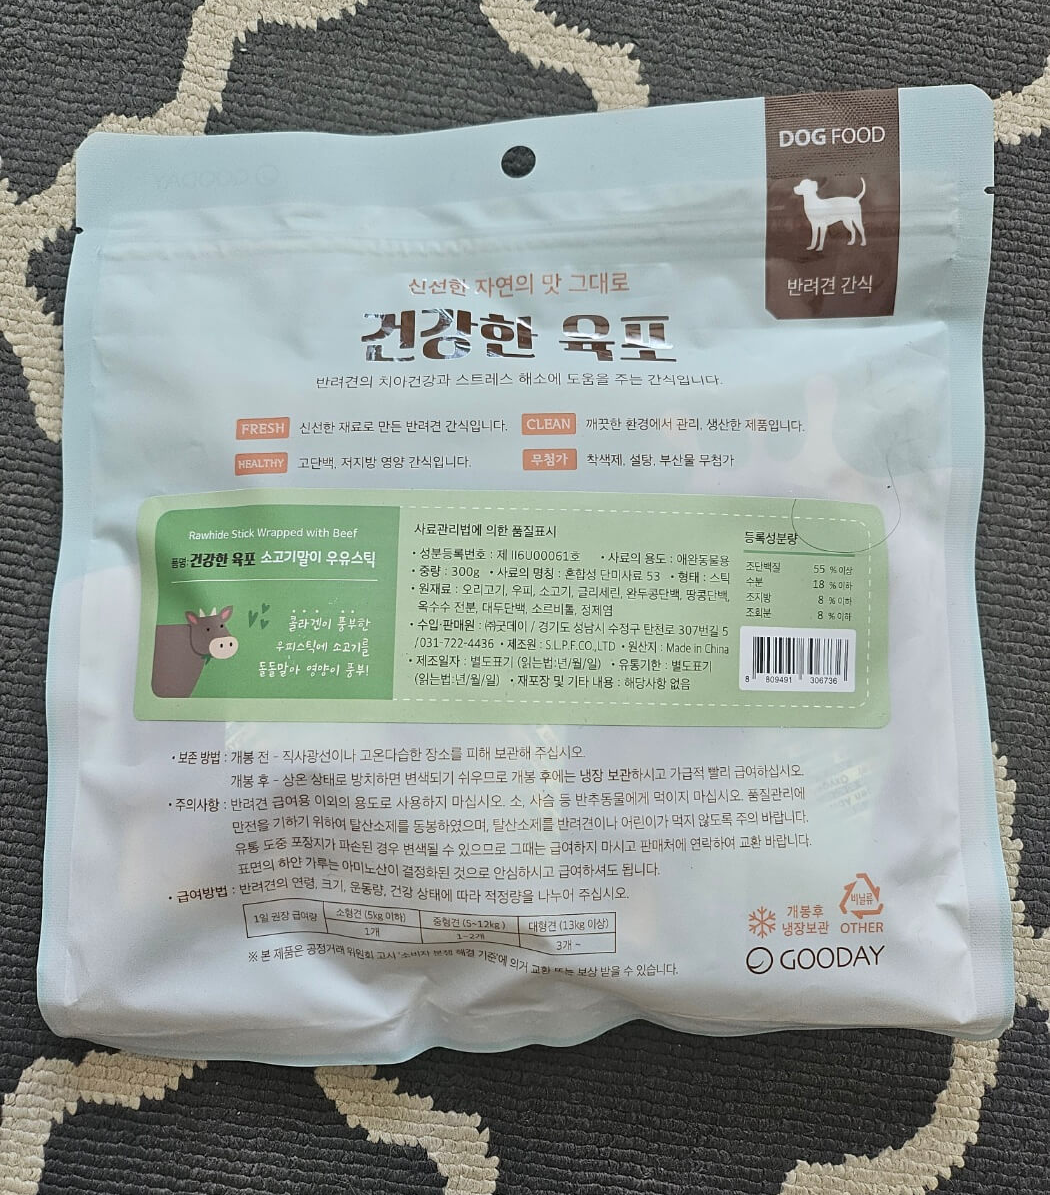 DOG FOOD
반려견 간식
신선한 자연의 맛 그대로
건강한 육포
반려견의 치아건강과 스트레스 해소에 도움을 주는 간식입니다.
FRESH 신선한 재료로 만든 반려견 간식입니다.
CLEAN 깨끗한 환경에서 관리, 생산한 제품입니다.
HEALTHY 고단백, 저지방 영양 간식입니다.
무첨가 착색제, 설탕, 부산물 무첨가
Rawhide Stick Wrapped with Beef
품명: 건강한 육포 소고기말이 우유스틱
콜라겐이 풍부한
우피스틱에 소고기를
돌돌말아 영양이 풍부!
사료관리법에 의한 품질표시
• 성분등록번호 : 제 II6U00061호 • 사료의 용도 : 애완동물용
• 중량 : 300g • 사료의 명칭 : 혼합성 단미사료 53 • 형태 : 스틱
• 원재료 : 오리고기, 우피, 소고기, 글리세린, 완두콩단백, 땅콩단백,
옥수수 전분, 대두단백, 소르비톨, 정제염
• 수입·판매원 : ㈜굿데이 / 경기도 성남시 수정구 탄천로 307번길 5
/031-722-4436 • 제조원 : S.L.P.F.CO.,LTD • 원산지 : Made in China
• 제조일자 : 별도표기 (읽는법:년/월/일) • 유통기한 : 별도표기
(읽는법:년/월/일) • 재포장 및 기타 내용 : 해당사항 없음
등록성분량
조단백질 55 % 이상
수분 18 % 이하
조지방 8 % 이하
조회분 8 % 이하
8 809491 306736
• 보존 방법 : 개봉 전 - 직사광선이나 고온다습한 장소를 피해 보관해 주십시오.
개봉 후 - 상온 상태로 방치하면 변색되기 쉬우므로 개봉 후에는 냉장 보관하시고 가급적 빨리 급여하십시오.
• 주의사항 : 반려견 급여용 이외의 용도로 사용하지 마십시오. 소, 사슴 등 반추동물에게 먹이지 마십시오. 품질관리에
만전을 기하기 위하여 탈산소제를 동봉하였으며, 탈산소제를 반려견이나 어린이가 먹지 않도록 주의 바랍니다.
유통 도중 포장지가 파손된 경우 변색될 수 있으므로 그때는 급여하지 마시고 판매처에 연락하여 교환 바랍니다.
표면의 하얀 가루는 아미노산이 결정화된 것으로 안심하시고 급여하셔도 됩니다.
• 급여방법 : 반려견의 연령, 크기, 운동량, 건강 상태에 따라 적정량을 나누어 주십시오.
1일 권장 급여량 소형견 (5kg 이하) 중형견 (5~12kg) 대형견 (13kg 이상)
1개 1~2개 3개 ~
※ 본 제품은 공정거래 위원회 고시 '소비자 분쟁 해결 기준'에 의거 교환 또는 보상 받을 수 있습니다.
개봉후
냉장보관
비닐류
OTHER
GOODAY